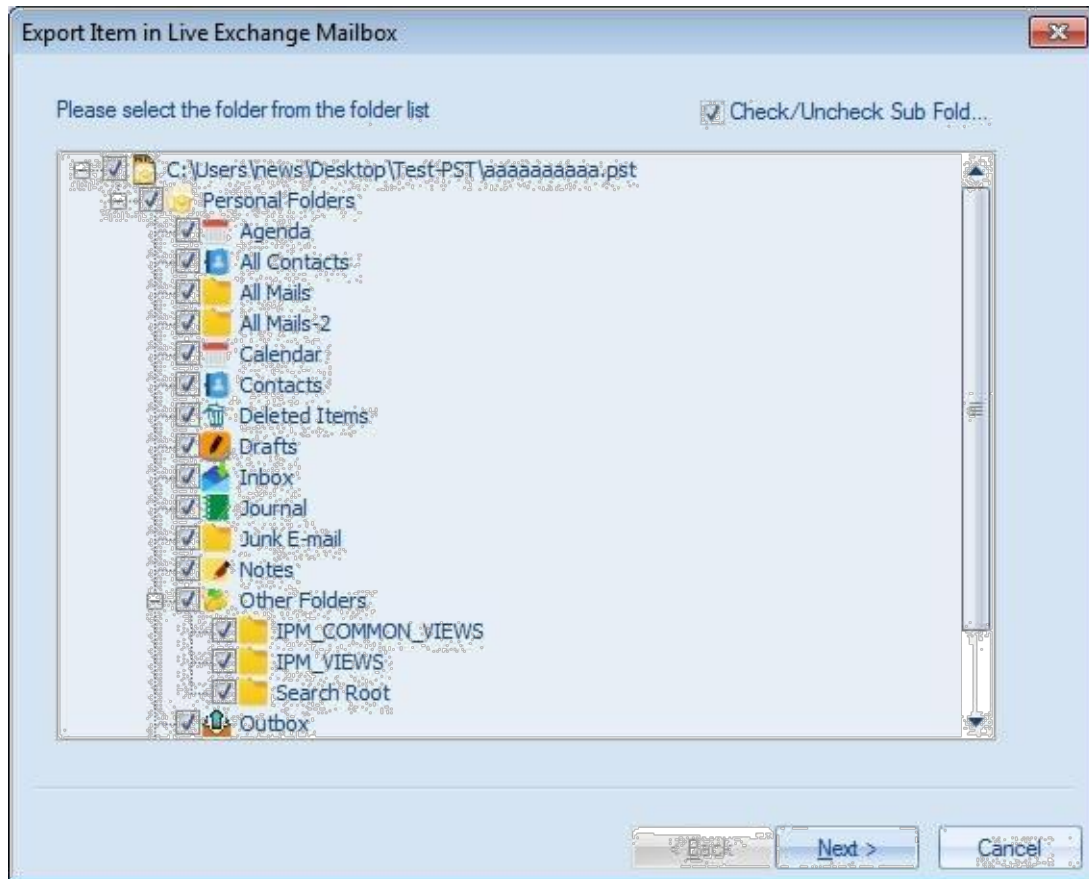 Export Item in Live Exchange Mailbox
Please select the folder from the folder list
Check/Uncheck Sub Fold...
C:\Users\news\Desktop\Test-PST\aaaaaaaaaa.pst
Personal Folders
Agenda
All Contacts
All Mails
All Mails-2
Calendar
Contacts
Deleted Items
Drafts
Inbox
Journal
Junk E-mail
Notes
Other Folders
IPM_COMMON_VIEWS
IPM_VIEWS
Search Root
Outbox
< Back
Next >
Cancel